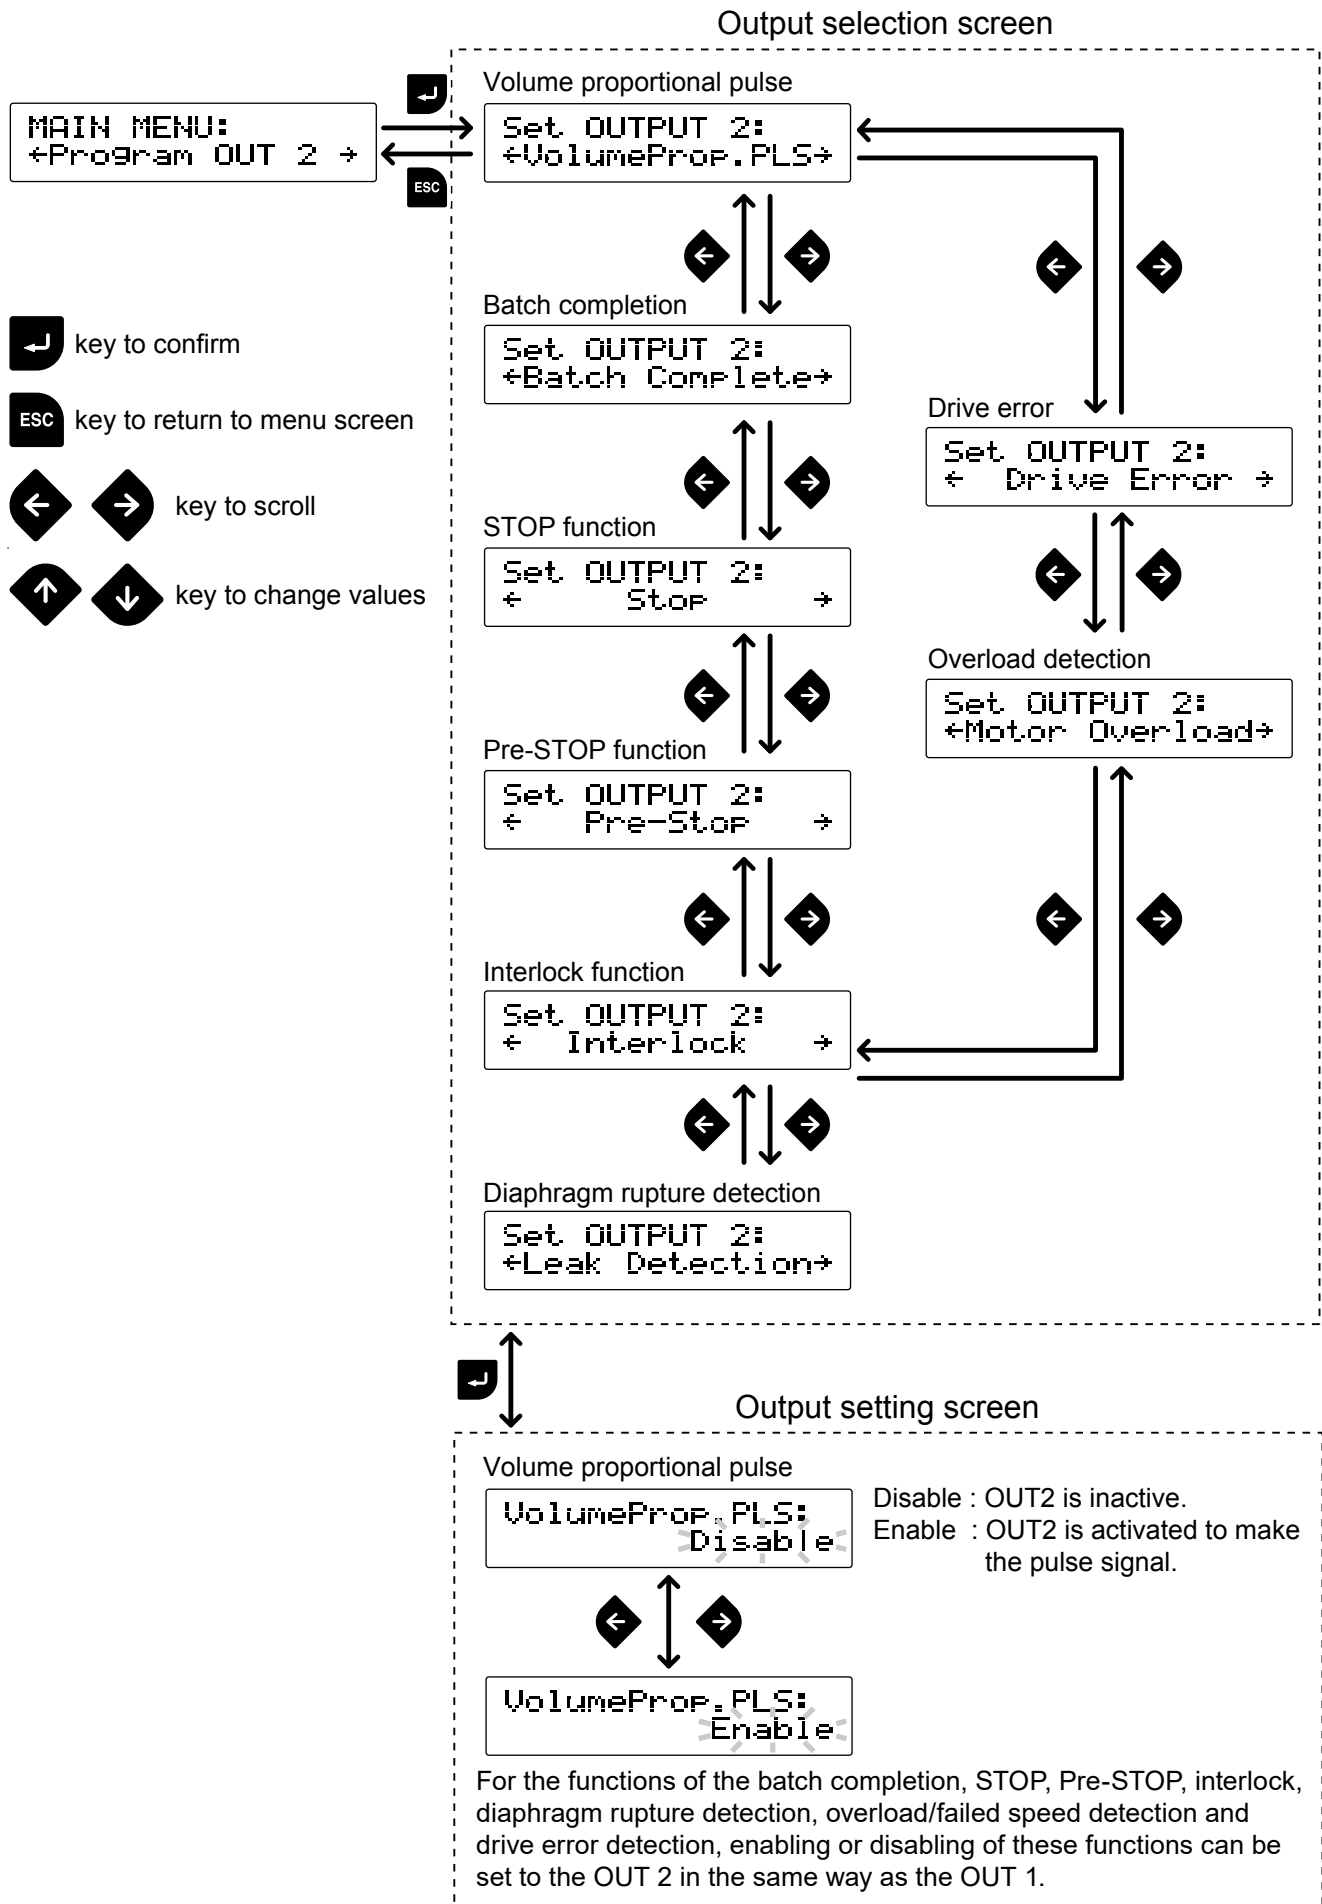 Output selection screen
Volume proportional pulse
MAIN MENU:
←Program OUT 2 →
ESC
Set OUTPUT 2:
←VolumeProp.PLS→
Batch completion
Set OUTPUT 2:
←Batch Complete→
key to confirm
ESC key to return to menu screen
key to scroll
key to change values
STOP function
Set OUTPUT 2:
← Stop →
Pre-STOP function
Set OUTPUT 2:
← Pre-Stop →
Interlock function
Set OUTPUT 2:
← Interlock →
Diaphragm rupture detection
Set OUTPUT 2:
←Leak Detection→
Drive error
Set OUTPUT 2:
← Drive Error →
Overload detection
Set OUTPUT 2:
←Motor Overload→
Output setting screen
Volume proportional pulse
VolumeProp.PLS:
Disable
Disable : OUT2 is inactive.
Enable : OUT2 is activated to make
the pulse signal.
VolumeProp.PLS:
Enable
For the functions of the batch completion, STOP, Pre-STOP, interlock,
diaphragm rupture detection, overload/failed speed detection and
drive error detection, enabling or disabling of these functions can be
set to the OUT 2 in the same way as the OUT 1.